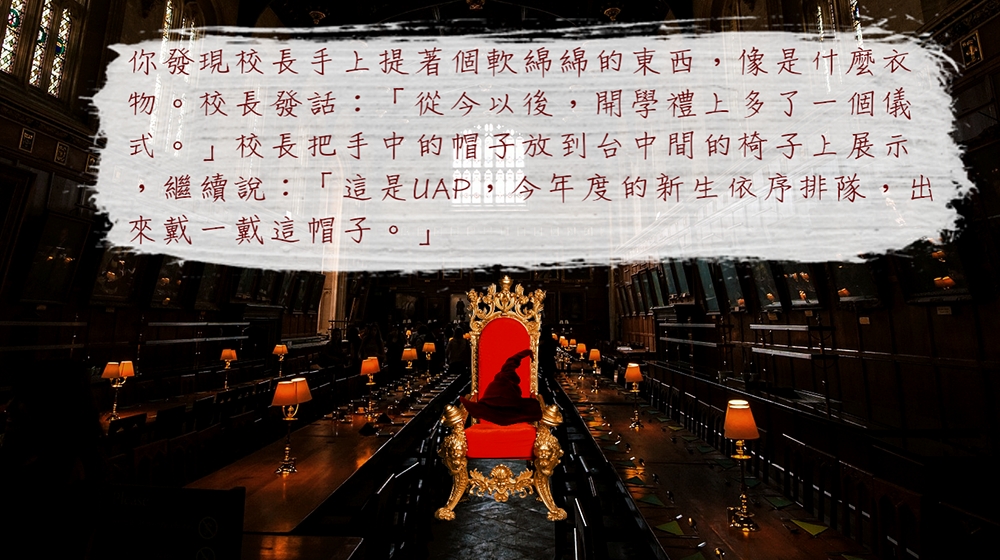 你發現校長手上提著個軟綿綿的東西，像是什麼衣
物。校長發話：「從今以後，開學禮上多了一個儀
式。」校長把手中的帽子放到台中間的椅子上展示
，繼續說：「這是UAP，今年度的新生依序排隊，出
來戴一戴這帽子。」